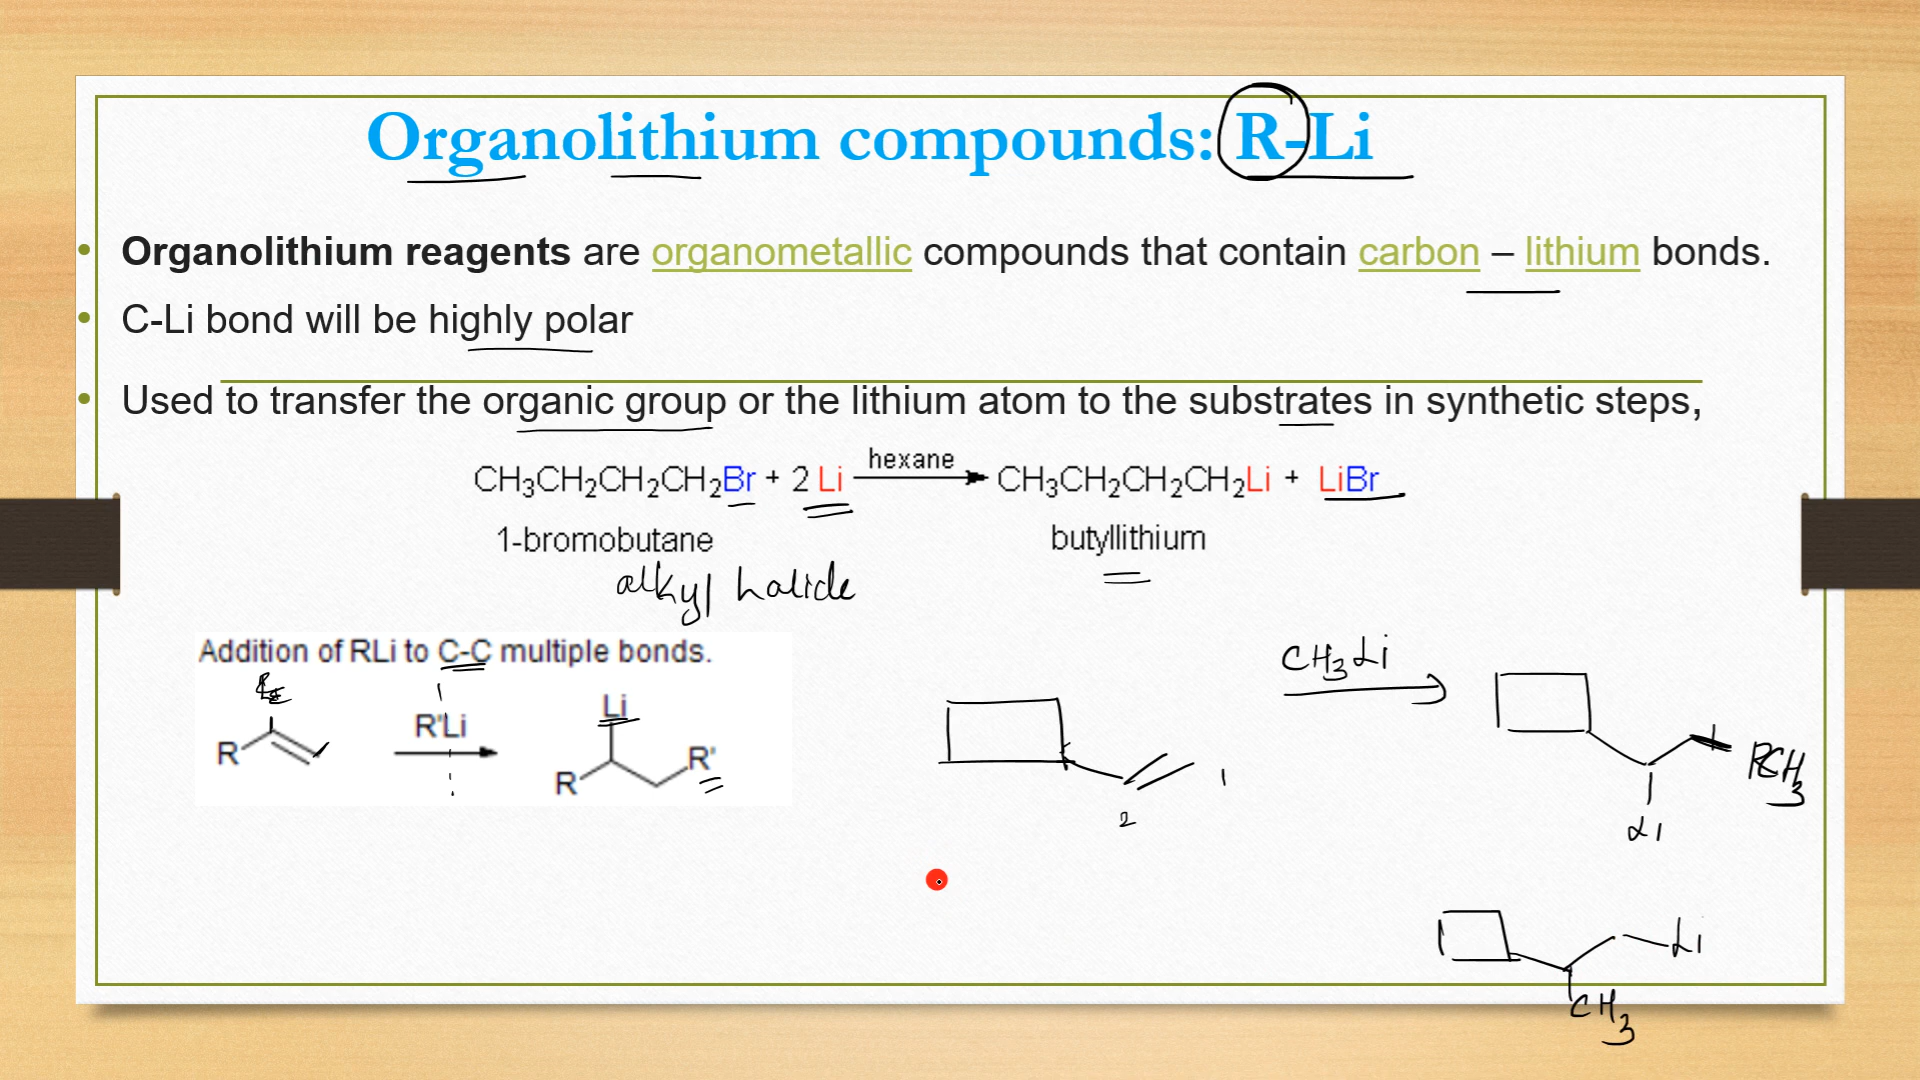 Organolithium compounds: R-Li
• Organolithium reagents are organometallic compounds that contain carbon – lithium bonds.
• C-Li bond will be highly polar
• Used to transfer the organic group or the lithium atom to the substrates in synthetic steps,
hexane
CH3CH2CH2CH2Br + 2 Li CH3CH2CH2CH2Li + LiBr
1-bromobutane butyllithium
alkyl halide
Addition of RLi to C-C multiple bonds.
CH3Li
R'Li
Li
R R R'
1
CH3
2
Li
Li
CH3